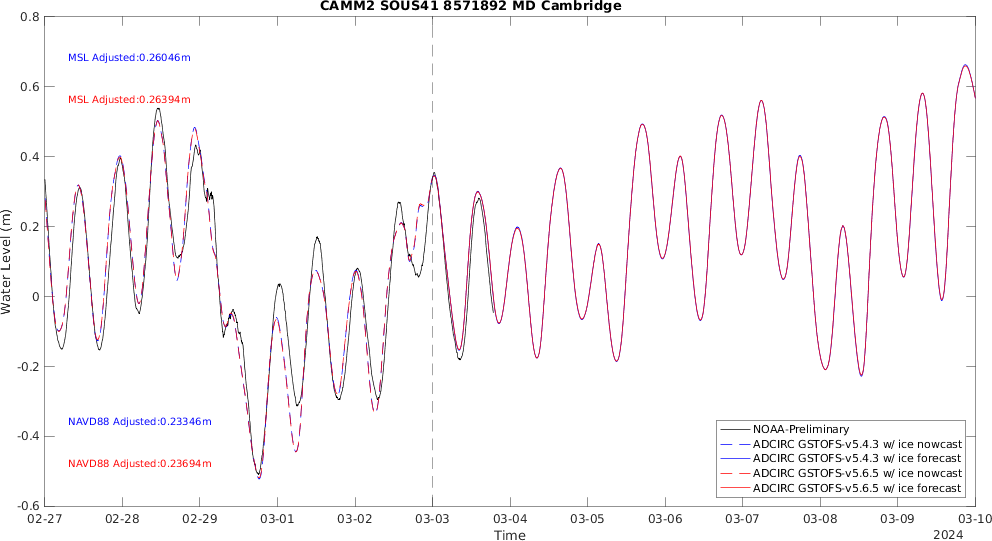 CAMM2 SOUS41 8571892 MD Cambridge
0.8
0.6
0.4
0.2
0
-0.2
-0.4
-0.6
Water Level (m)
MSL Adjusted:0.26046m
MSL Adjusted:0.26394m
NAVD88 Adjusted:0.23346m
NAVD88 Adjusted:0.23694m
NOAA-Preliminary
ADCIRC GSTOFS-v5.4.3 w/ ice nowcast
ADCIRC GSTOFS-v5.4.3 w/ ice forecast
ADCIRC GSTOFS-v5.6.5 w/ ice nowcast
ADCIRC GSTOFS-v5.6.5 w/ ice forecast
02-27 02-28 02-29 03-01 03-02 03-03 03-04 03-05 03-06 03-07 03-08 03-09 03-10
Time
2024